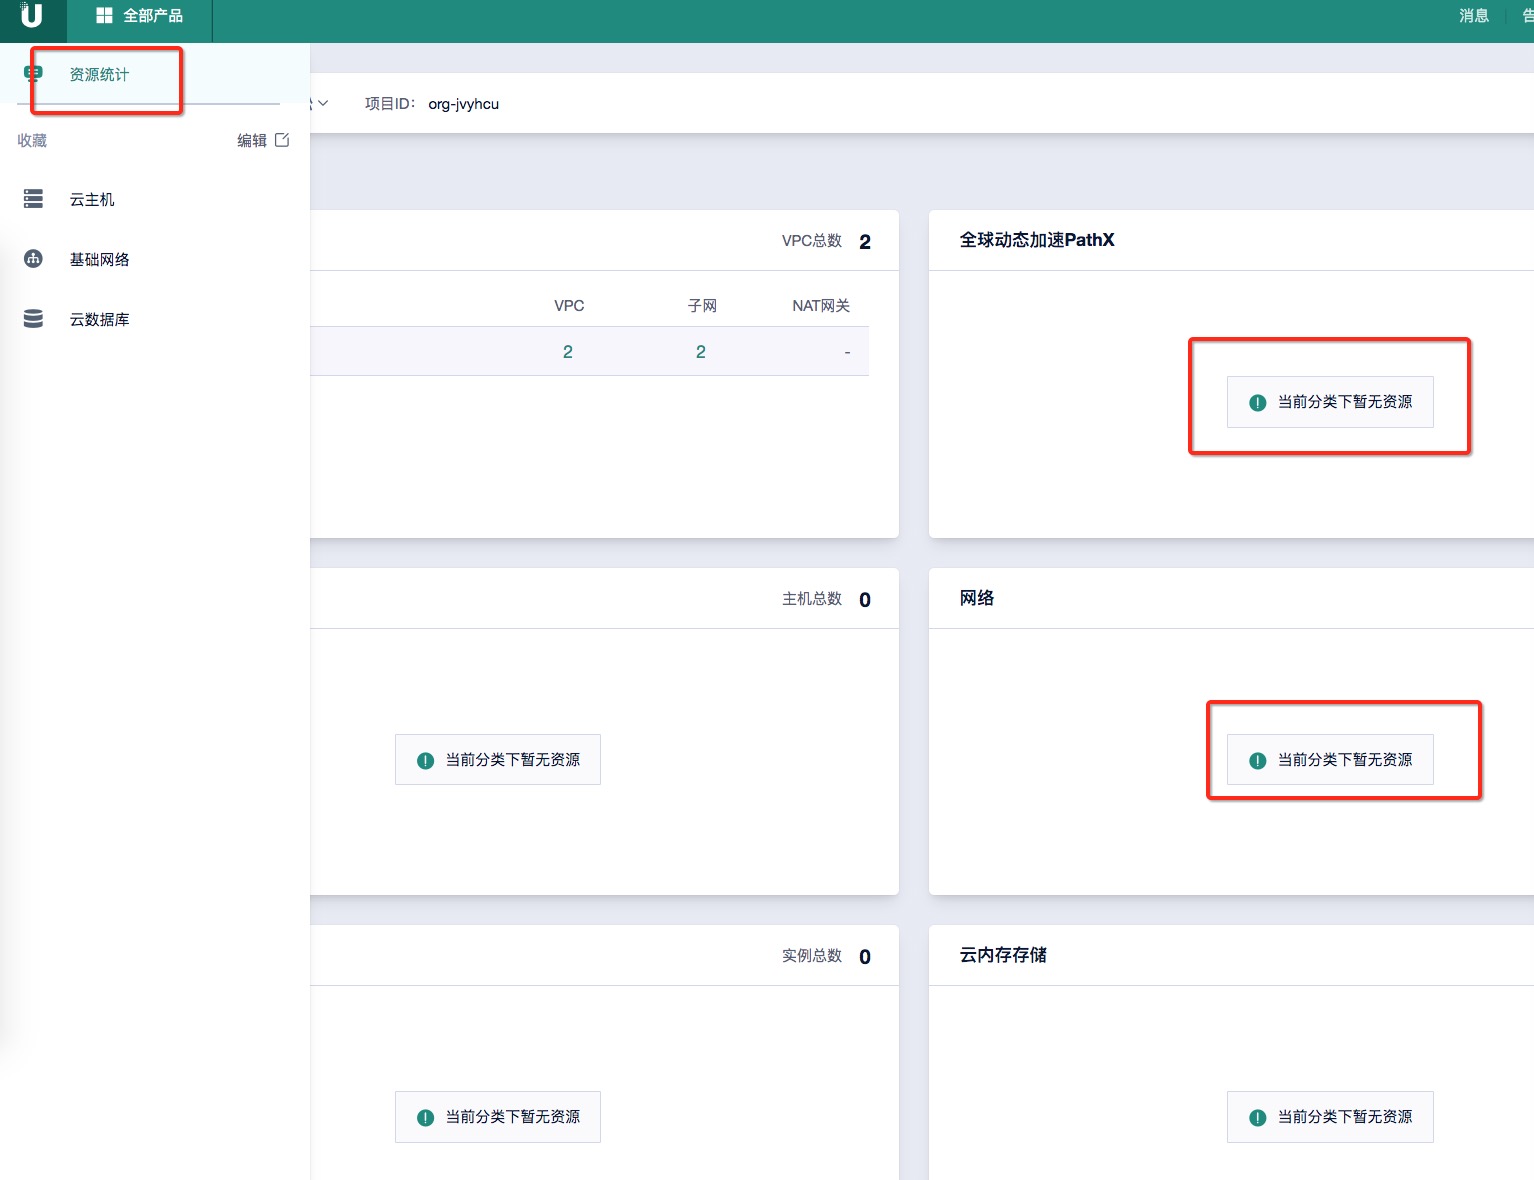 全部产品
消息
告
资源统计
项目ID： org-jvyhcu
收藏
编辑
云主机
基础网络
云数据库
VPC总数 2
VPC 子网 NAT网关
2 2 -
全球动态加速PathX
当前分类下暂无资源
主机总数 0
当前分类下暂无资源
网络
当前分类下暂无资源
实例总数 0
当前分类下暂无资源
云内存存储
当前分类下暂无资源